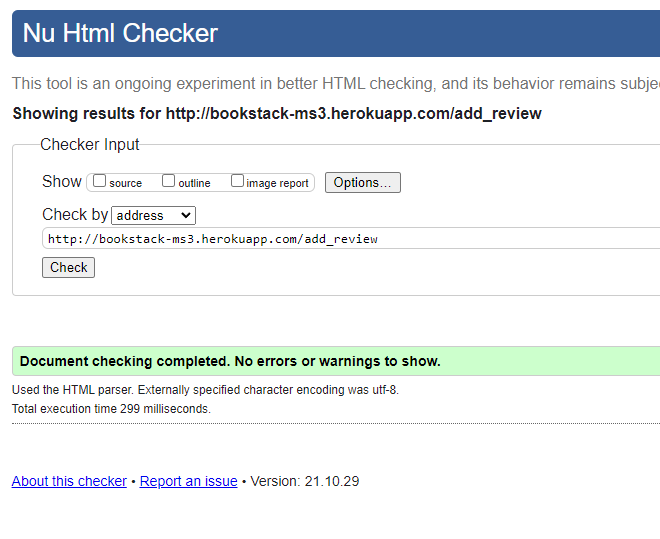 Nu Html Checker
This tool is an ongoing experiment in better HTML checking, and its behavior remains subje
Showing results for http://bookstack-ms3.herokuapp.com/add_review
Checker Input
Show source outline image report Options...
Check by address
http://bookstack-ms3.herokuapp.com/add_review
Check
Document checking completed. No errors or warnings to show.
Used the HTML parser. Externally specified character encoding was utf-8.
Total execution time 299 milliseconds.
About this checker • Report an issue • Version: 21.10.29